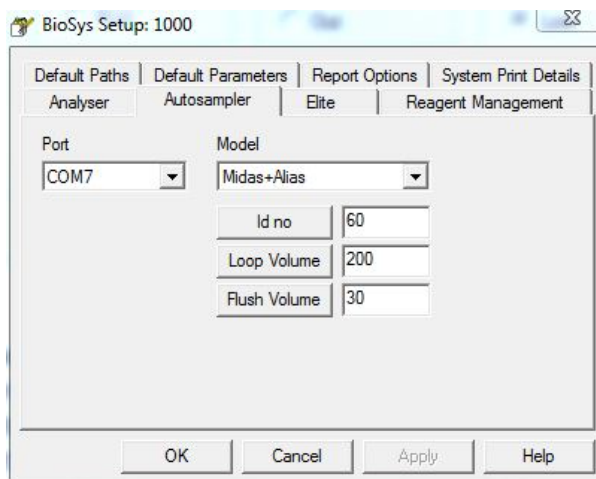 BioSys Setup: 1000
Default Paths Default Parameters Report Options System Print Details
Analyser Autosampler Elite Reagent Management
Port Model
COM7 Midas+Alias
Id no 60
Loop Volume 200
Flush Volume 30
OK Cancel Apply Help